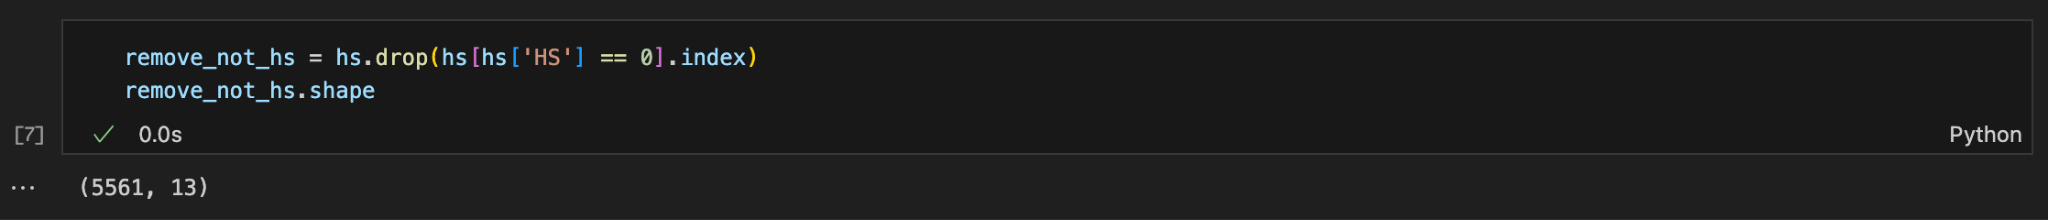 remove_not_hs = hs.drop(hs[hs['HS'] == 0].index)
remove_not_hs.shape
[7]
0.0s
Python
(5561, 13)